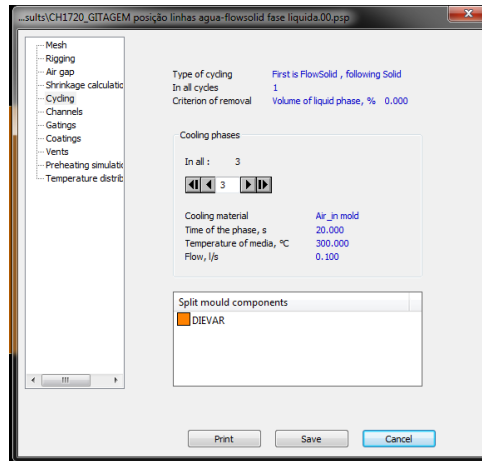 ...sults\CH1720_GITAGEM posição linhas agua-flowsolid fase liquida.00.psp
Mesh
Rigging
Air gap
Shrinkage calculatic
Cycling
Channels
Gatings
Coatings
Vents
Preheating simulatic
Temperature distrib
Type of cycling First is FlowSolid , following Solid
In all cycles 1
Criterion of removal Volume of liquid phase, % 0.000
Cooling phases
In all : 3
3
Cooling material Air_in mold
Time of the phase, s 20.000
Temperature of media, ºC 300.000
Flow, l/s 0.100
Split mould components
DIEVAR
Print Save Cancel